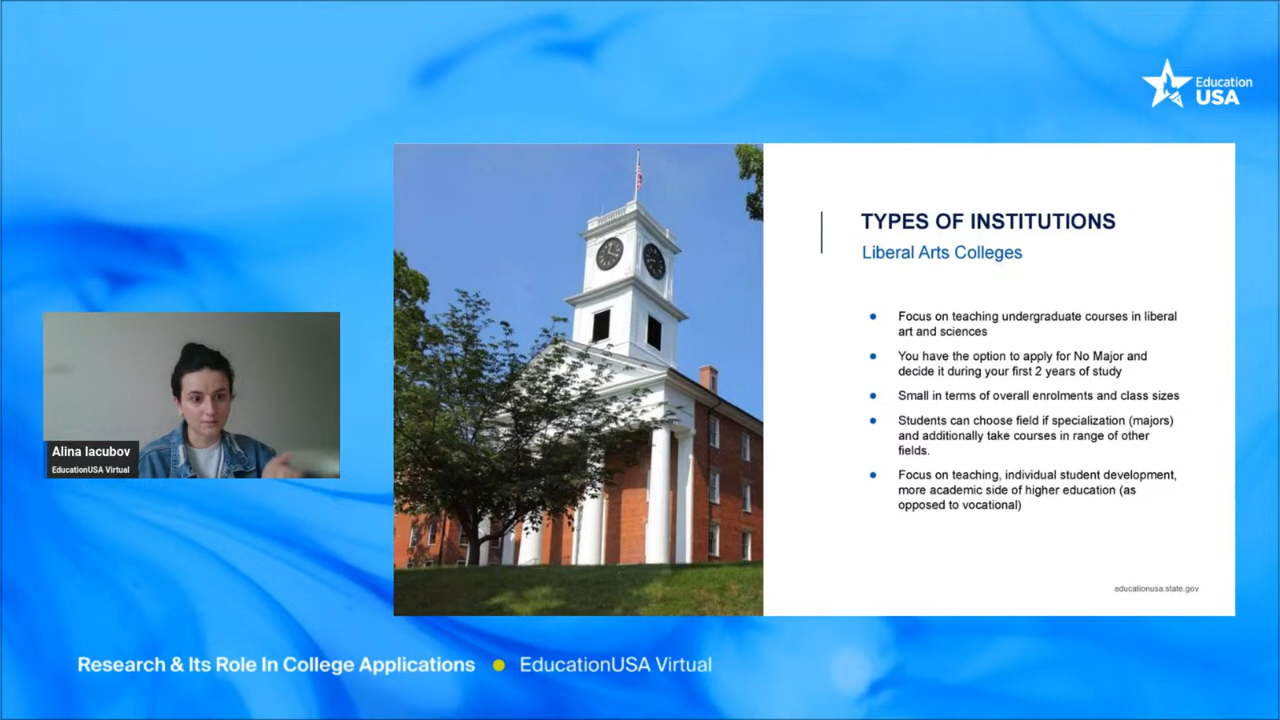 Education
USA
TYPES OF INSTITUTIONS
Liberal Arts Colleges
Focus on teaching undergraduate courses in liberal
art and sciences
You have the option to apply for No Major and
decide it during your first 2 years of study
Small in terms of overall enrolments and class sizes
Students can choose field if specialization (majors)
and additionally take courses in range of other
fields.
Focus on teaching, individual student development,
more academic side of higher education (as
opposed to vocational)
educationusa.state.gov
Alina Iacubov
EducationUSA Virtual
Research & Its Role In College Applications ● EducationUSA Virtual